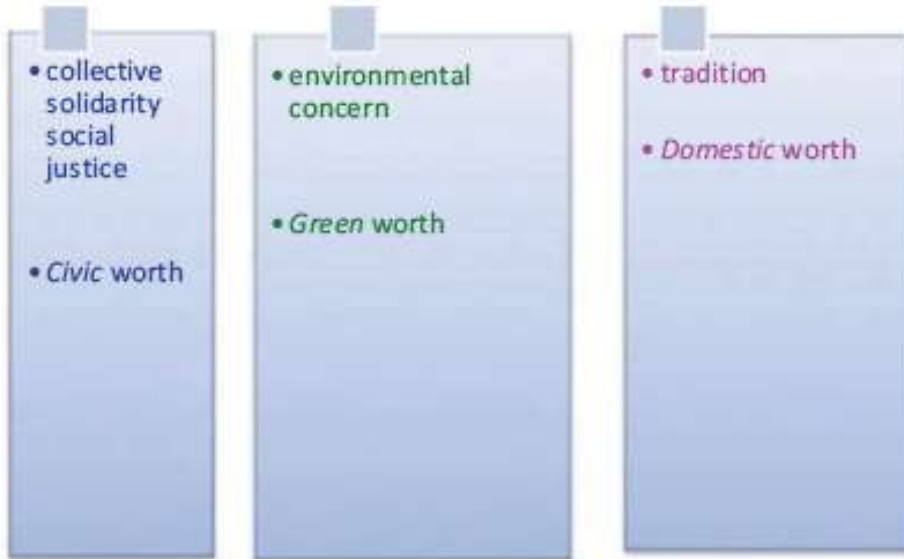 • collective
solidarity
social
justice
• Civic worth
• environmental
concern
• Green worth
• tradition
• Domestic worth